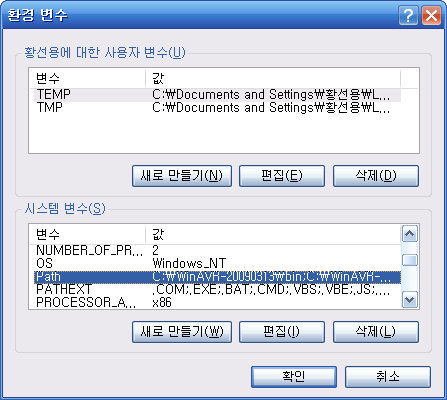 환경 변수
황선용에 대한 사용자 변수(U)
변수 값
TEMP C:₩Documents and Settings₩황선용₩L...
TMP C:₩Documents and Settings₩황선용₩L...
새로 만들기(N) 편집(E) 삭제(D)
시스템 변수(S)
변수 값
NUMBER_OF_PR... 2
OS Windows_NT
Path C:₩WinAVR-20090313₩bin;C:₩WinAVR-...
PATHEXT .COM;.EXE;.BAT;.CMD;.VBS;.VBE;.JS;....
PROCESSOR_A... x86
새로 만들기(W) 편집(I) 삭제(L)
확인 취소